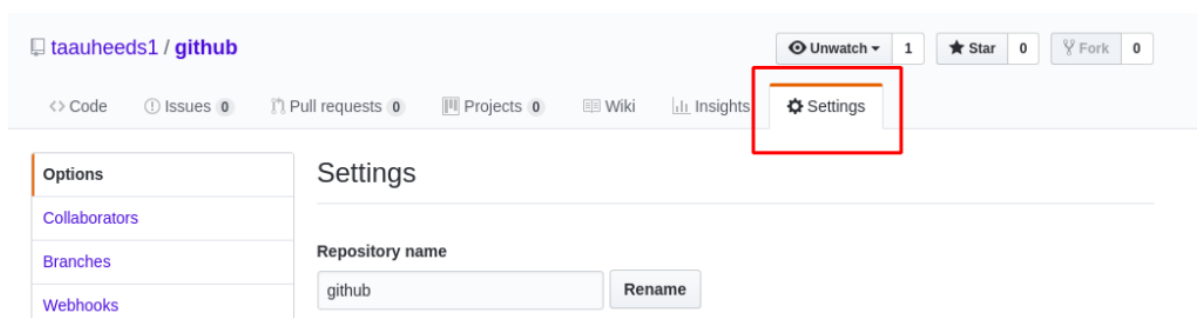 taauheeds1 / github
Unwatch 1 Star 0 Fork 0
Code Issues 0 Pull requests 0 Projects 0 Wiki Insights Settings
Options
Collaborators
Branches
Webhooks
Settings
Repository name
github Rename